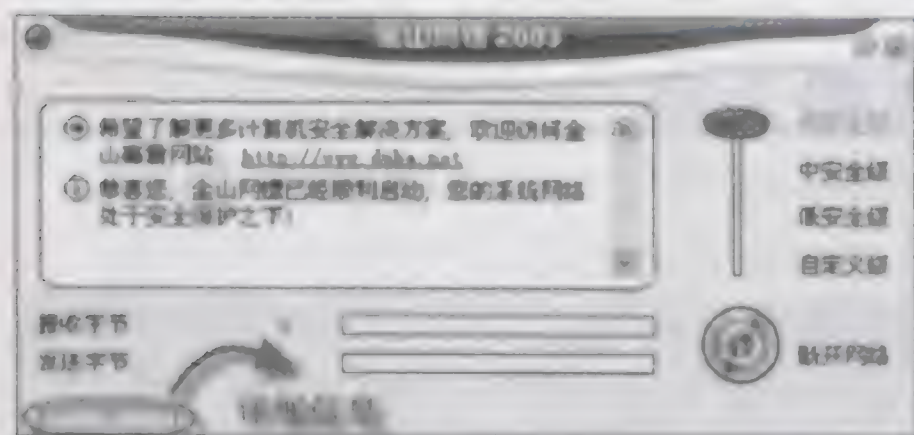 金山网镖 2003
希望了解更多计算机安全解决方案，欢迎访问金
山毒霸网站 http://www.duba.net
恭喜您，金山网镖已经顺利启动，您的系统网络
处于安全保护之下！
中安全级
低安全级
自定义级
接收字节
发送字节
断开网络